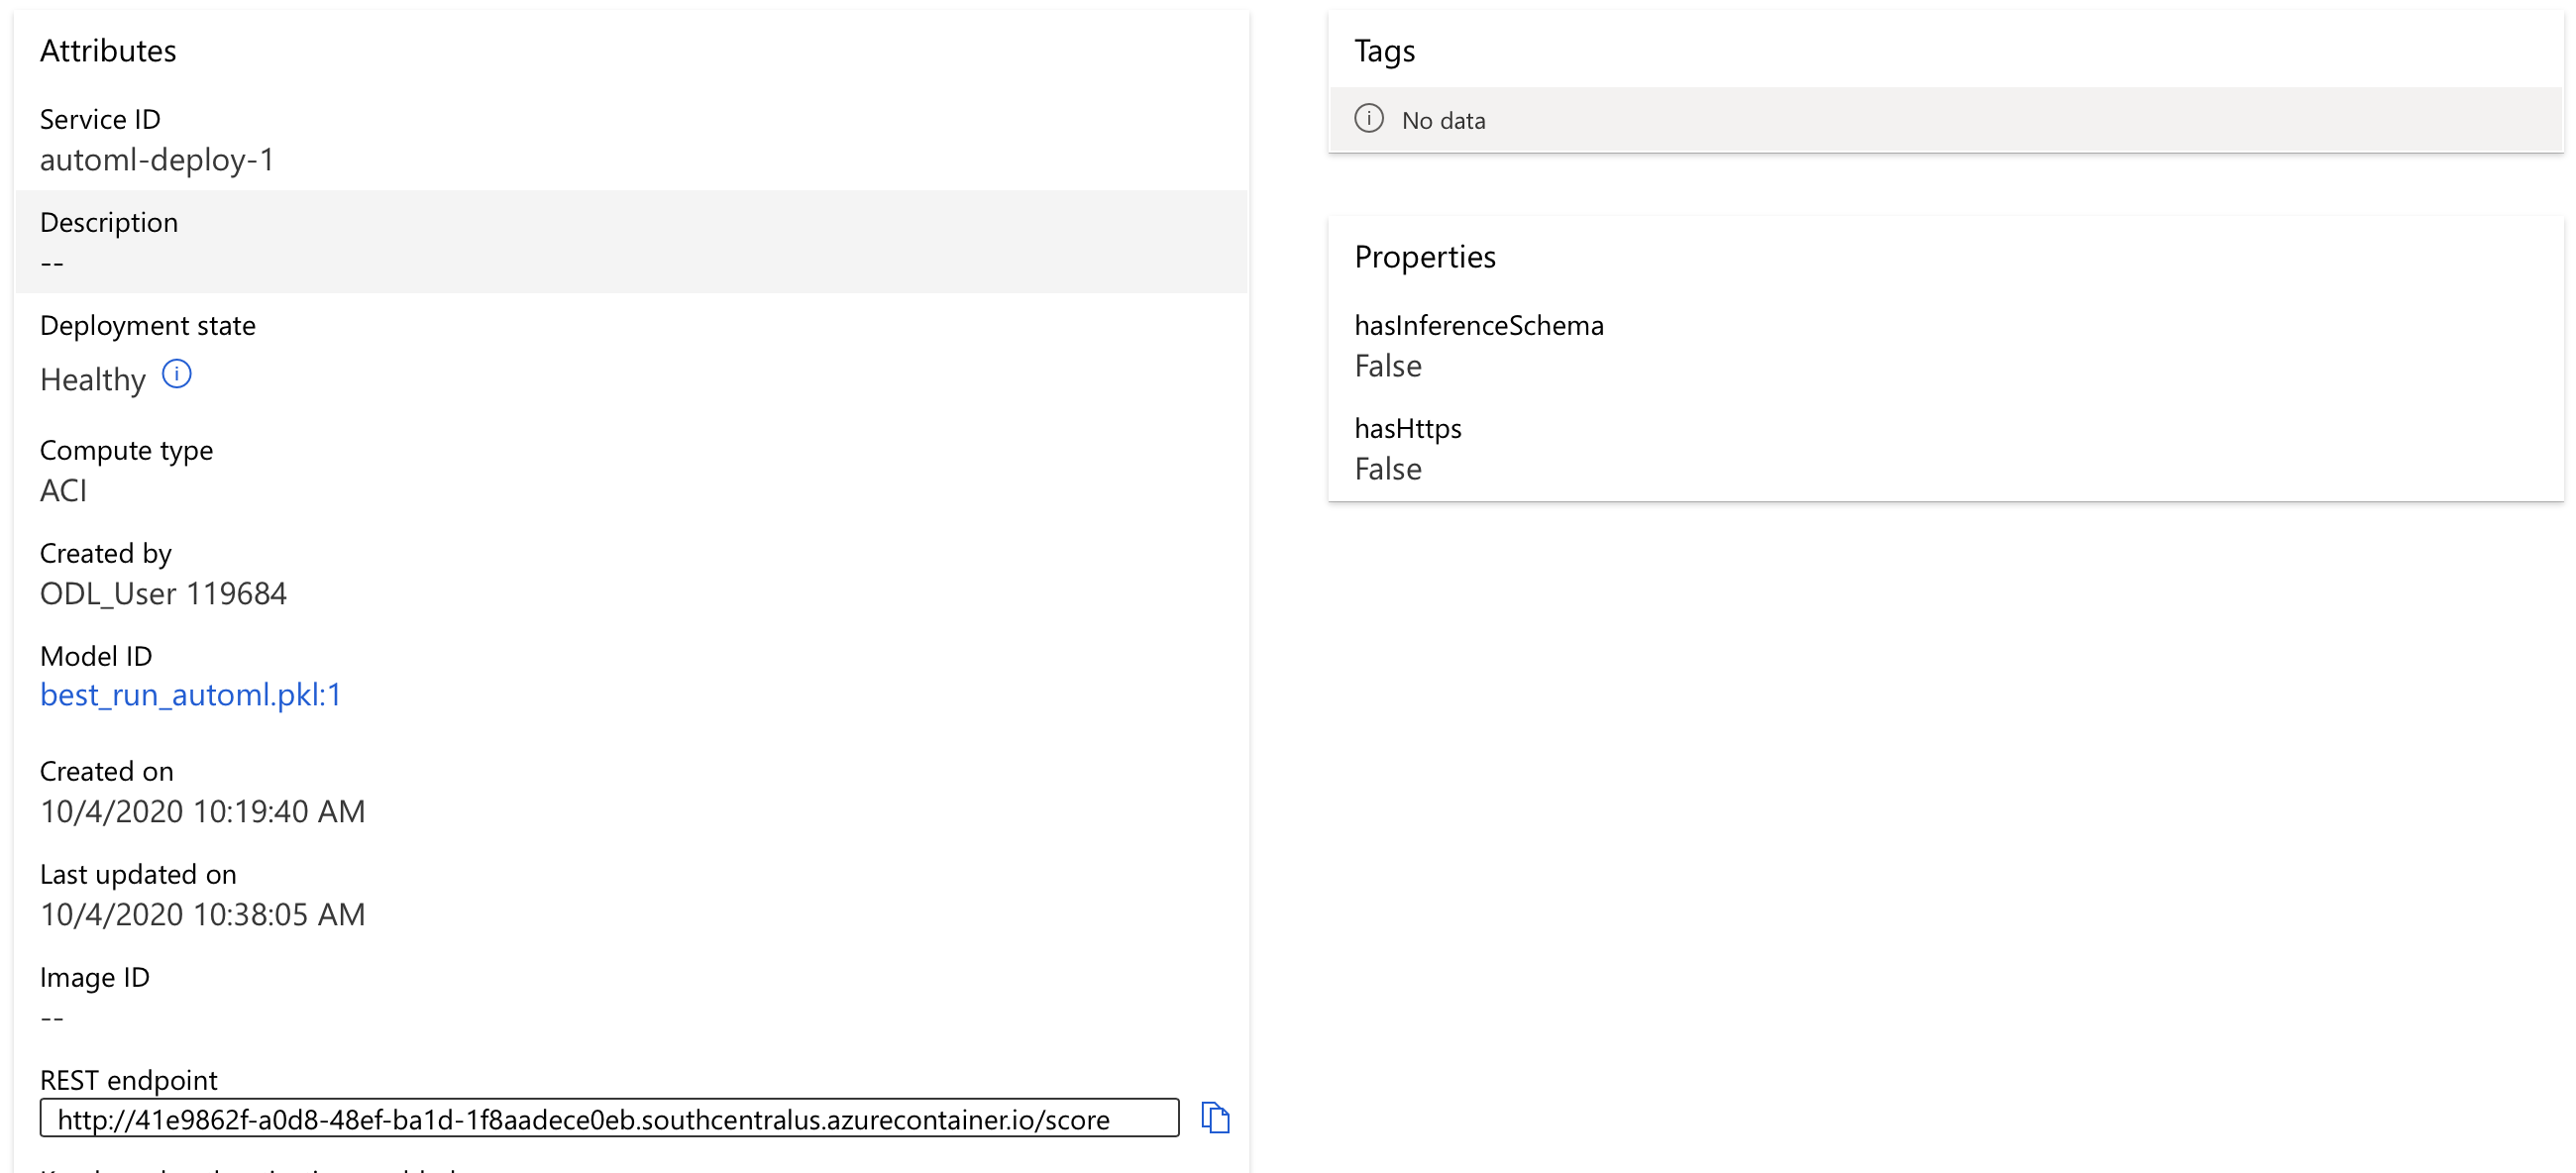 Attributes
Service ID
automl-deploy-1
Description
--
Deployment state
Healthy
Compute type
ACI
Created by
ODL_User 119684
Model ID
best_run_automl.pkl:1
Created on
10/4/2020 10:19:40 AM
Last updated on
10/4/2020 10:38:05 AM
Image ID
--
REST endpoint
http://41e9862f-a0d8-48ef-ba1d-1f8aadece0eb.southcentralus.azurecontainer.io/score
Tags
No data
Properties
hasInferenceSchema
False
hasHttps
False